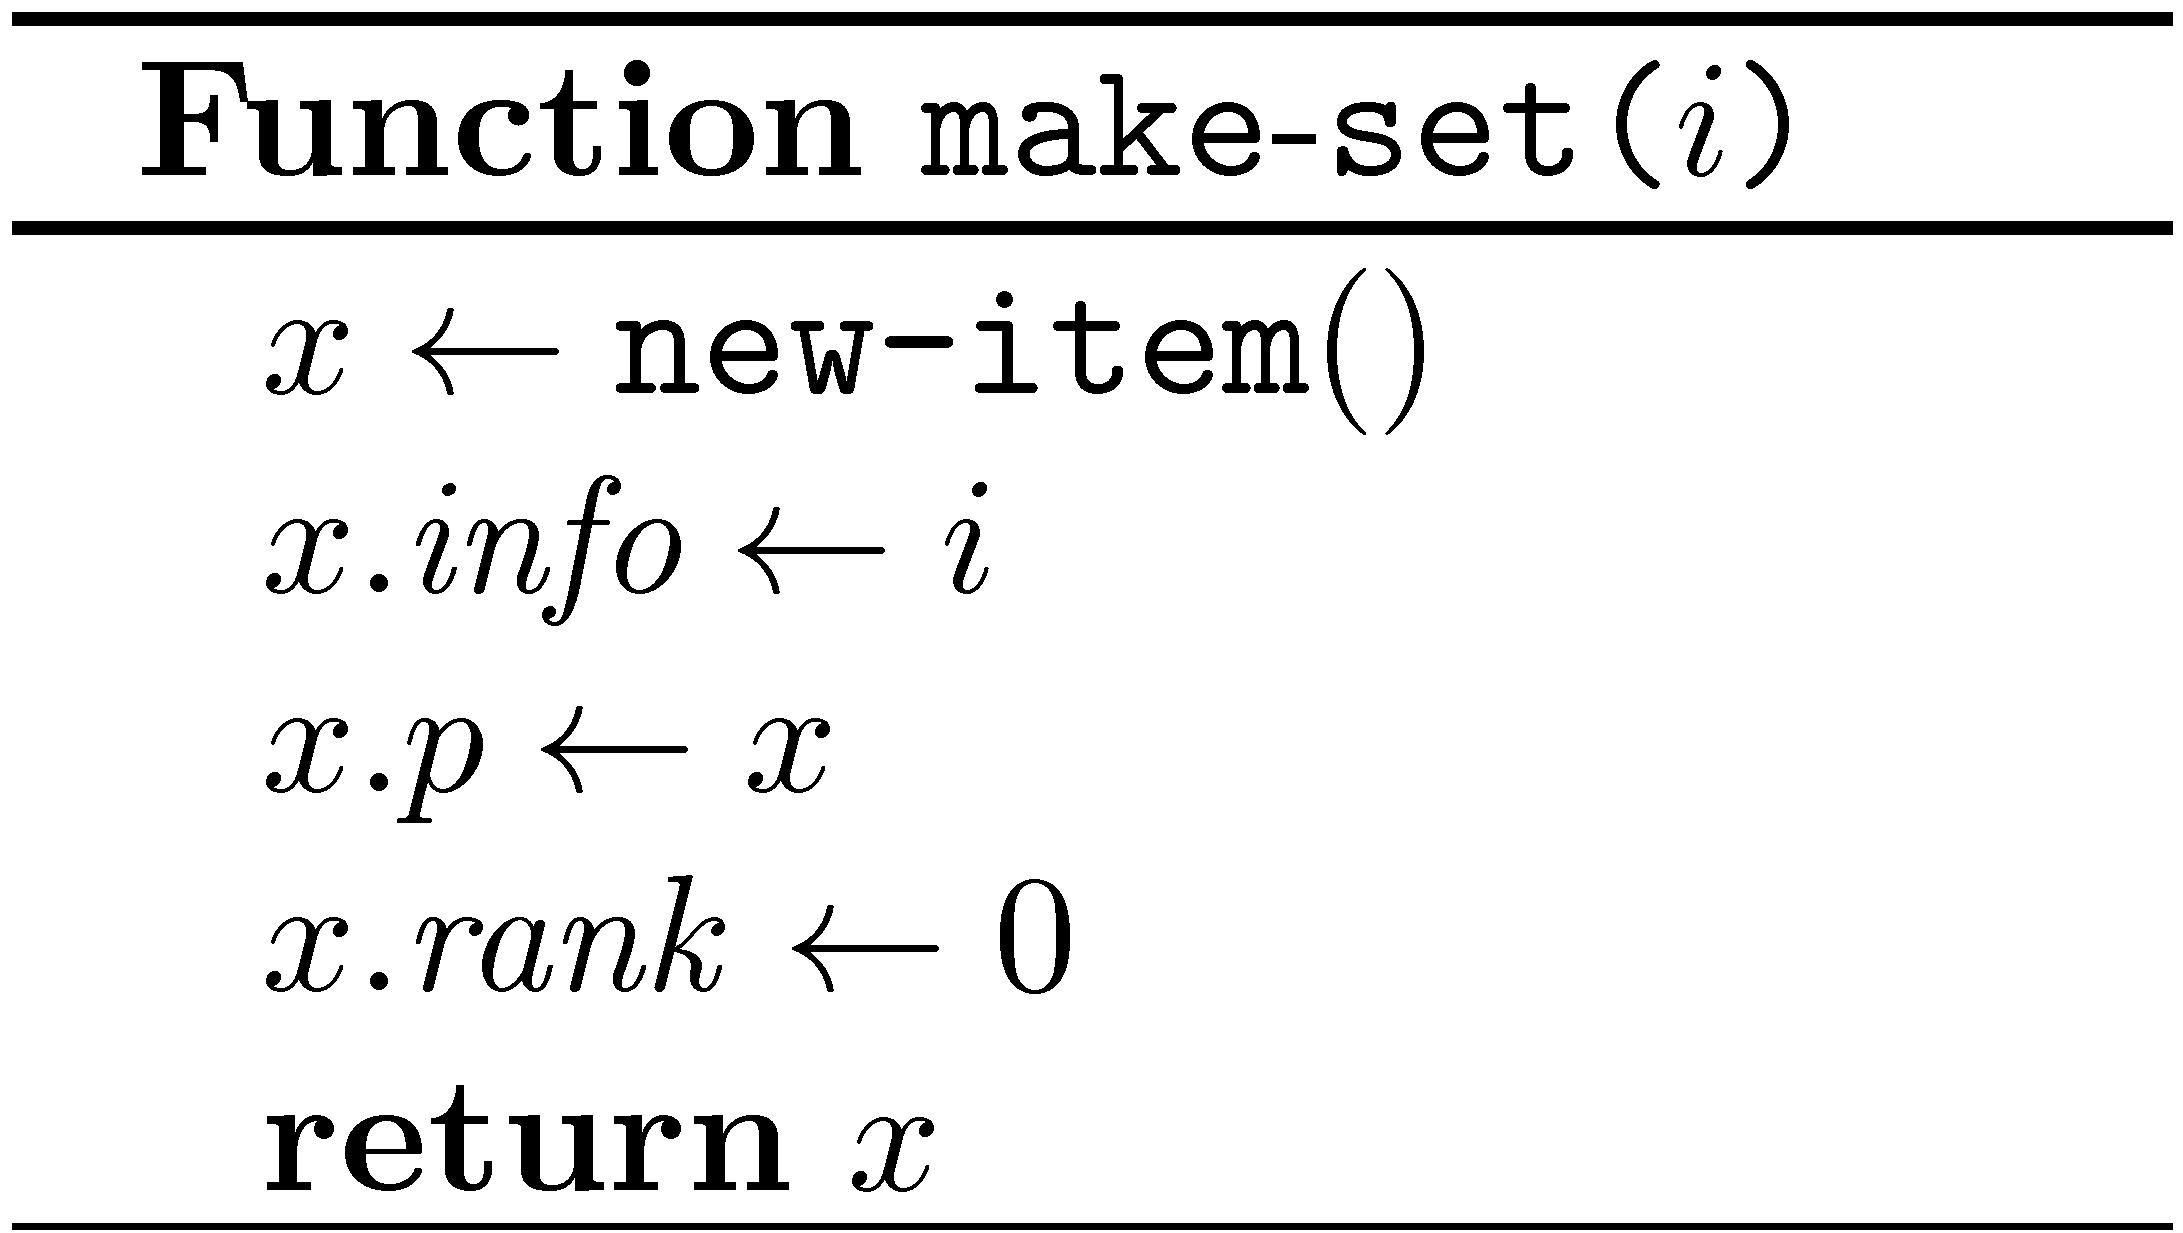 Function make-set(i)
x ← new-item()
x.info ← i
x.p ← x
x.rank ← 0
return x